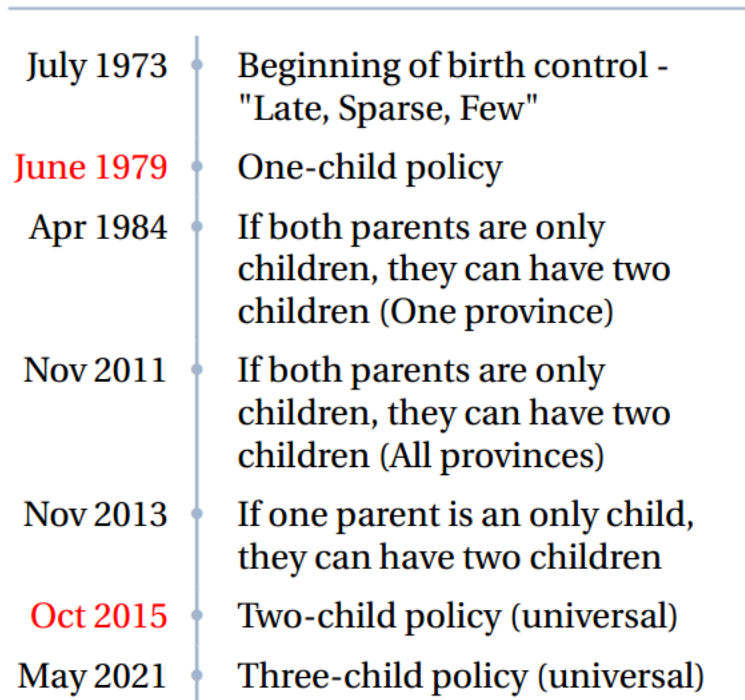 July 1973 Beginning of birth control -
"Late, Sparse, Few"
June 1979 One-child policy
Apr 1984 If both parents are only
children, they can have two
children (One province)
Nov 2011 If both parents are only
children, they can have two
children (All provinces)
Nov 2013 If one parent is an only child,
they can have two children
Oct 2015 Two-child policy (universal)
May 2021 Three-child policy (universal)